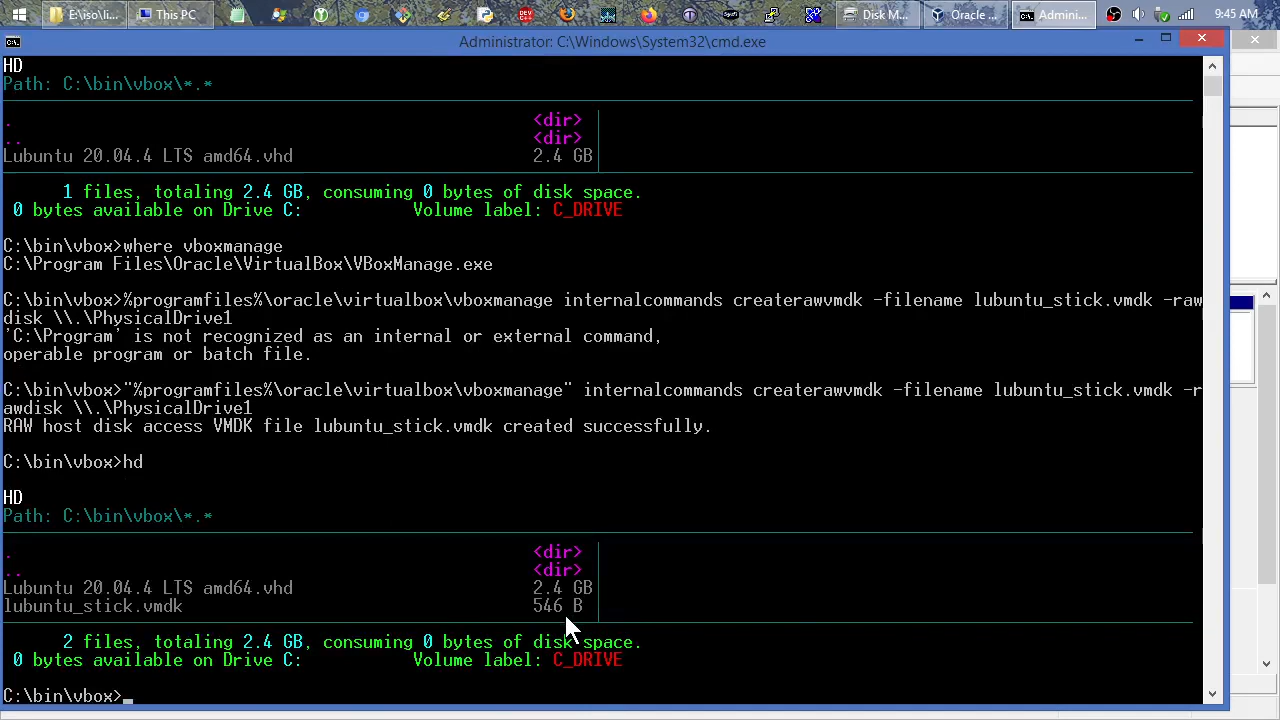 E:\iso\l...
This PC
Disk M...
Oracle ...
Admini...
9:45 AM
Administrator: C:\Windows\System32\cmd.exe
HD
Path: C:\bin\vbox\*.*
. <dir>
.. <dir>
Lubuntu 20.04.4 LTS amd64.vhd 2.4 GB
1 files, totaling 2.4 GB, consuming 0 bytes of disk space.
0 bytes available on Drive C: Volume label: C_DRIVE
C:\bin\vbox>where vboxmanage
C:\Program Files\Oracle\VirtualBox\VBoxManage.exe
C:\bin\vbox>%programfiles%\oracle\virtualbox\vboxmanage internalcommands createrawvmdk -filename lubuntu_stick.vmdk -raw
disk \\.\PhysicalDrive1
'C:\Program' is not recognized as an internal or external command,
operable program or batch file.
C:\bin\vbox>"%programfiles%\oracle\virtualbox\vboxmanage" internalcommands createrawvmdk -filename lubuntu_stick.vmdk -r
awdisk \\.\PhysicalDrive1
RAW host disk access VMDK file lubuntu_stick.vmdk created successfully.
C:\bin\vbox>hd
HD
Path: C:\bin\vbox\*.*
. <dir>
.. <dir>
Lubuntu 20.04.4 LTS amd64.vhd 2.4 GB
lubuntu_stick.vmdk 546 B
2 files, totaling 2.4 GB, consuming 0 bytes of disk space.
0 bytes available on Drive C: Volume label: C_DRIVE
C:\bin\vbox>_